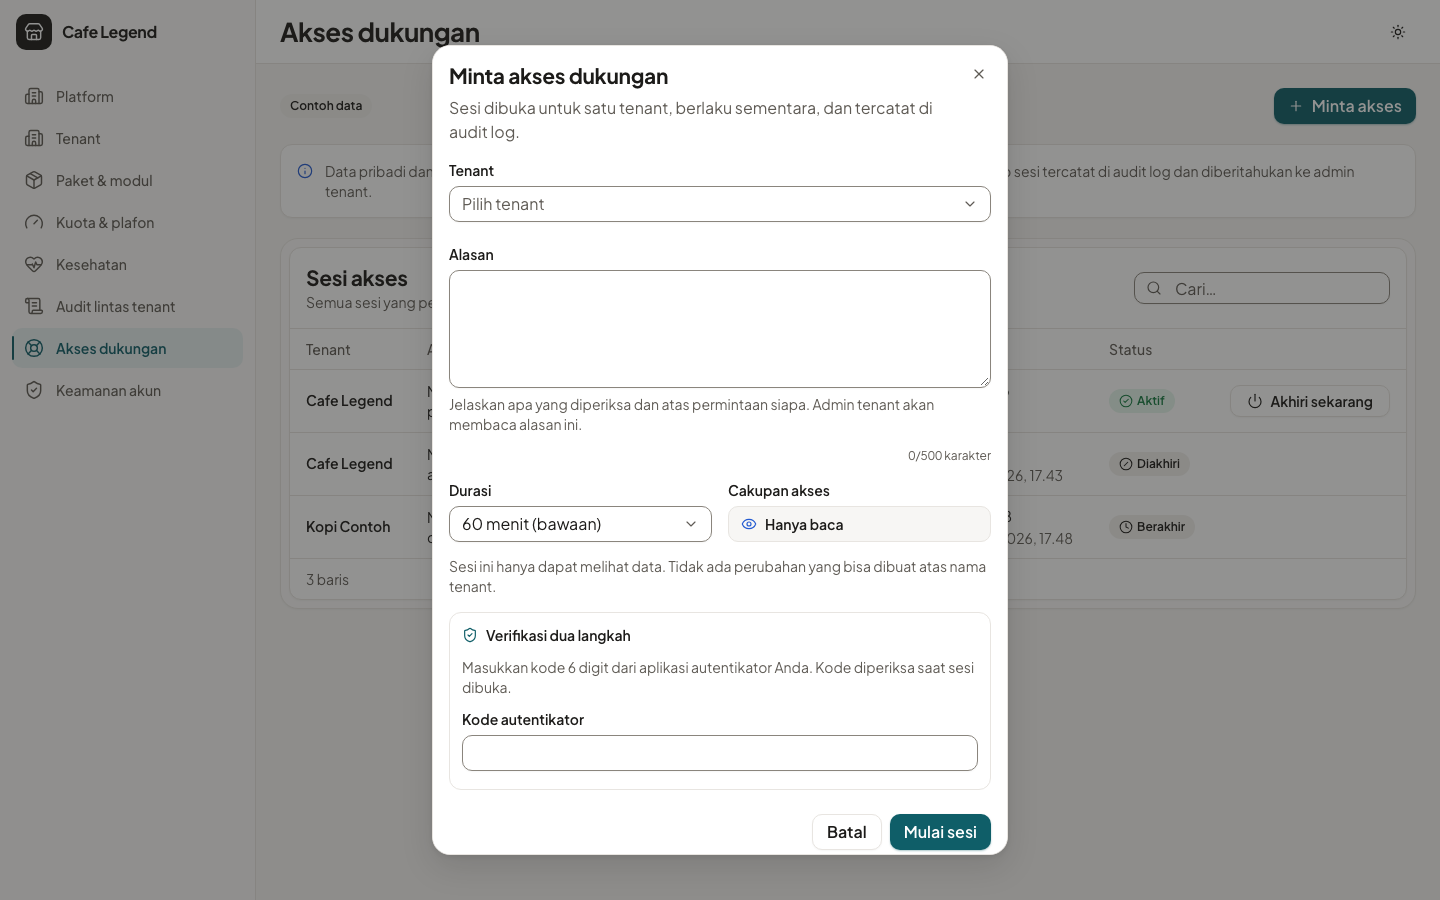 Cafe Legend
Platform
Tenant
Paket & modul
Kuota & plafon
Kesehatan
Audit lintas tenant
Akses dukungan
Keamanan akun
Akses dukungan
Contoh data
Minta akses
Data pribadi dan
sesi tercatat di audit log dan diberitahukan ke admin
tenant.
Sesi akses
Semua sesi yang
Cari...
Tenant
Status
Cafe Legend
Aktif
Akhiri sekarang
Cafe Legend
26, 17.43
Diakhiri
Kopi Contoh
026, 17.48
Berakhir
3 baris
Minta akses dukungan
Sesi dibuka untuk satu tenant, berlaku sementara, dan tercatat di
audit log.
Tenant
Pilih tenant
Alasan
Jelaskan apa yang diperiksa dan atas permintaan siapa. Admin tenant akan
membaca alasan ini.
0/500 karakter
Durasi
Cakupan akses
60 menit (bawaan)
Hanya baca
Sesi ini hanya dapat melihat data. Tidak ada perubahan yang bisa dibuat atas nama
tenant.
Verifikasi dua langkah
Masukkan kode 6 digit dari aplikasi autentikator Anda. Kode diperiksa saat sesi
dibuka.
Kode autentikator
Batal
Mulai sesi